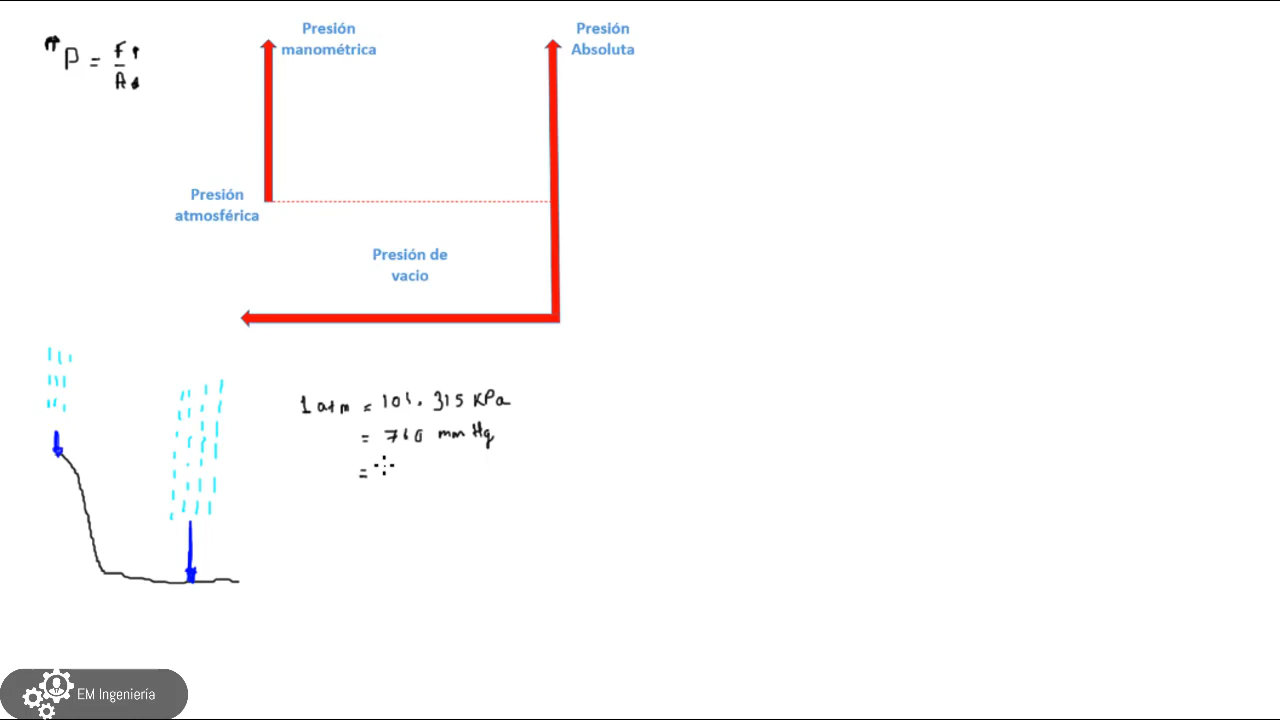 Presión
manométrica
Presión
Absoluta
P = F/A
Presión
atmosférica
Presión de
vacio
1 atm = 101.315 KPa
= 760 mm Hg
=
EM Ingeniería